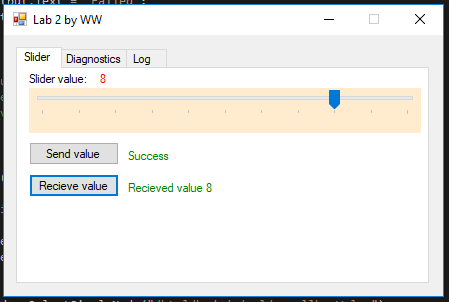 Lab 2 by WW
Slider Diagnostics Log
Slider value: 8
Send value Success
Recieve value Recieved value 8